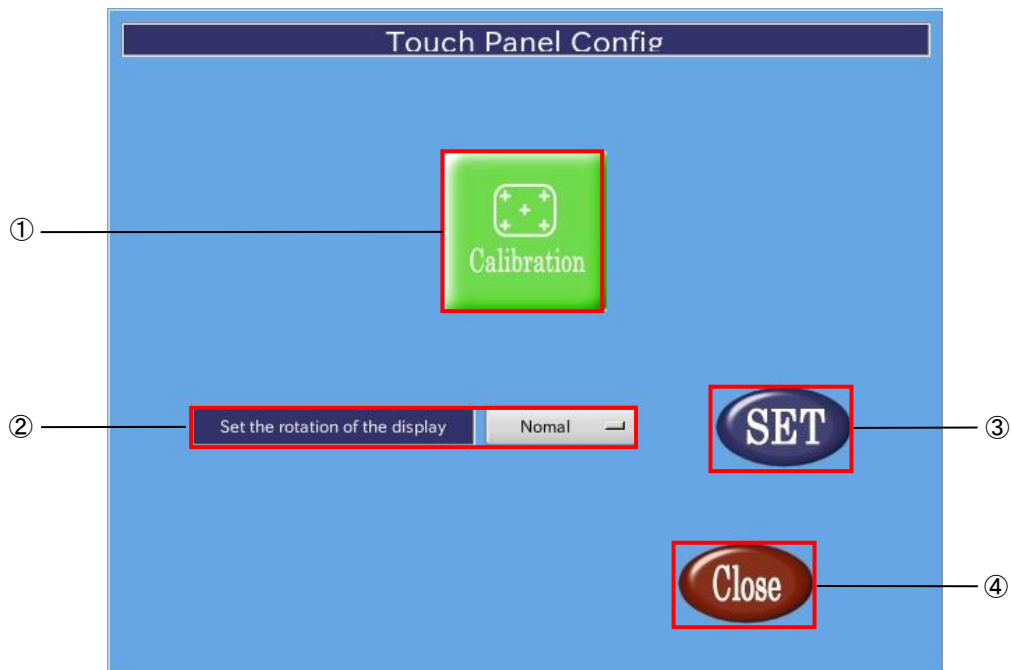 Touch Panel Config
①
Calibration
②
Set the rotation of the display
Nomal
SET
③
Close
④